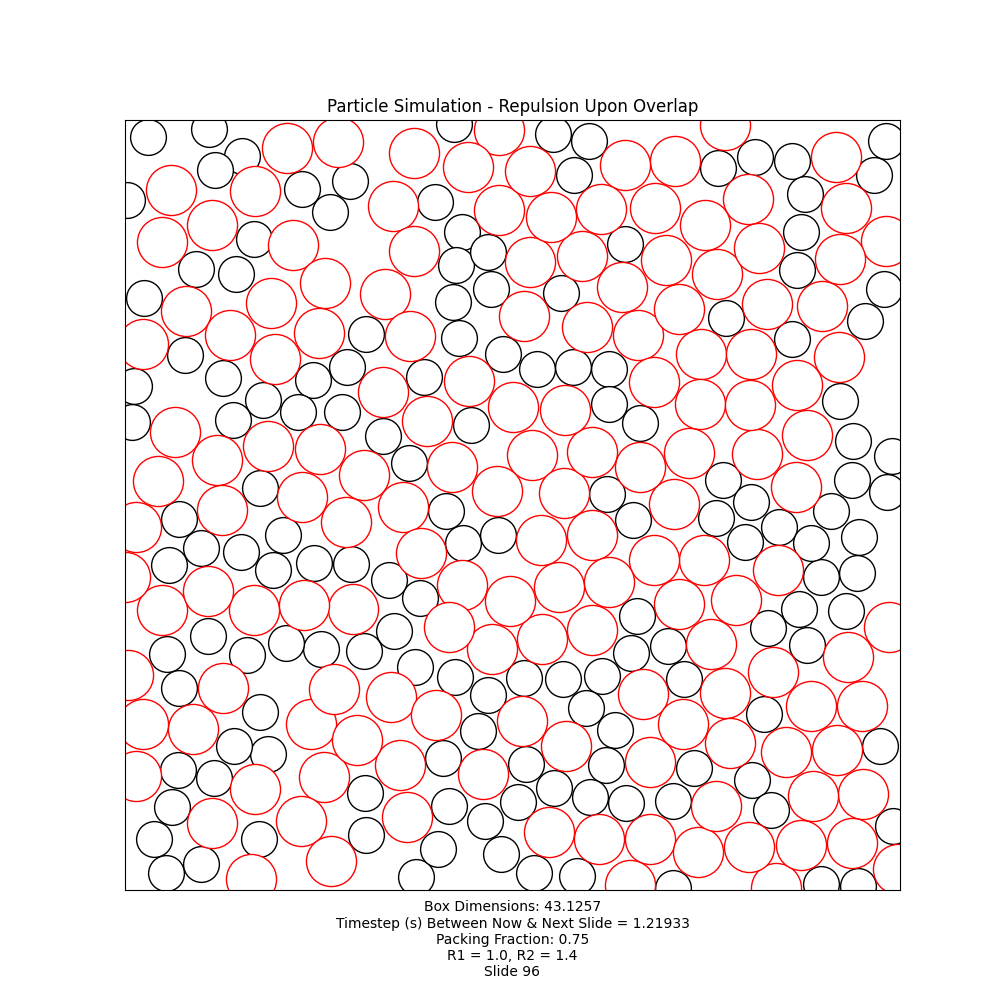 Particle Simulation - Repulsion Upon Overlap
Box Dimensions: 43.1257
Timestep (s) Between Now & Next Slide = 1.21933
Packing Fraction: 0.75
R1 = 1.0, R2 = 1.4
Slide 96